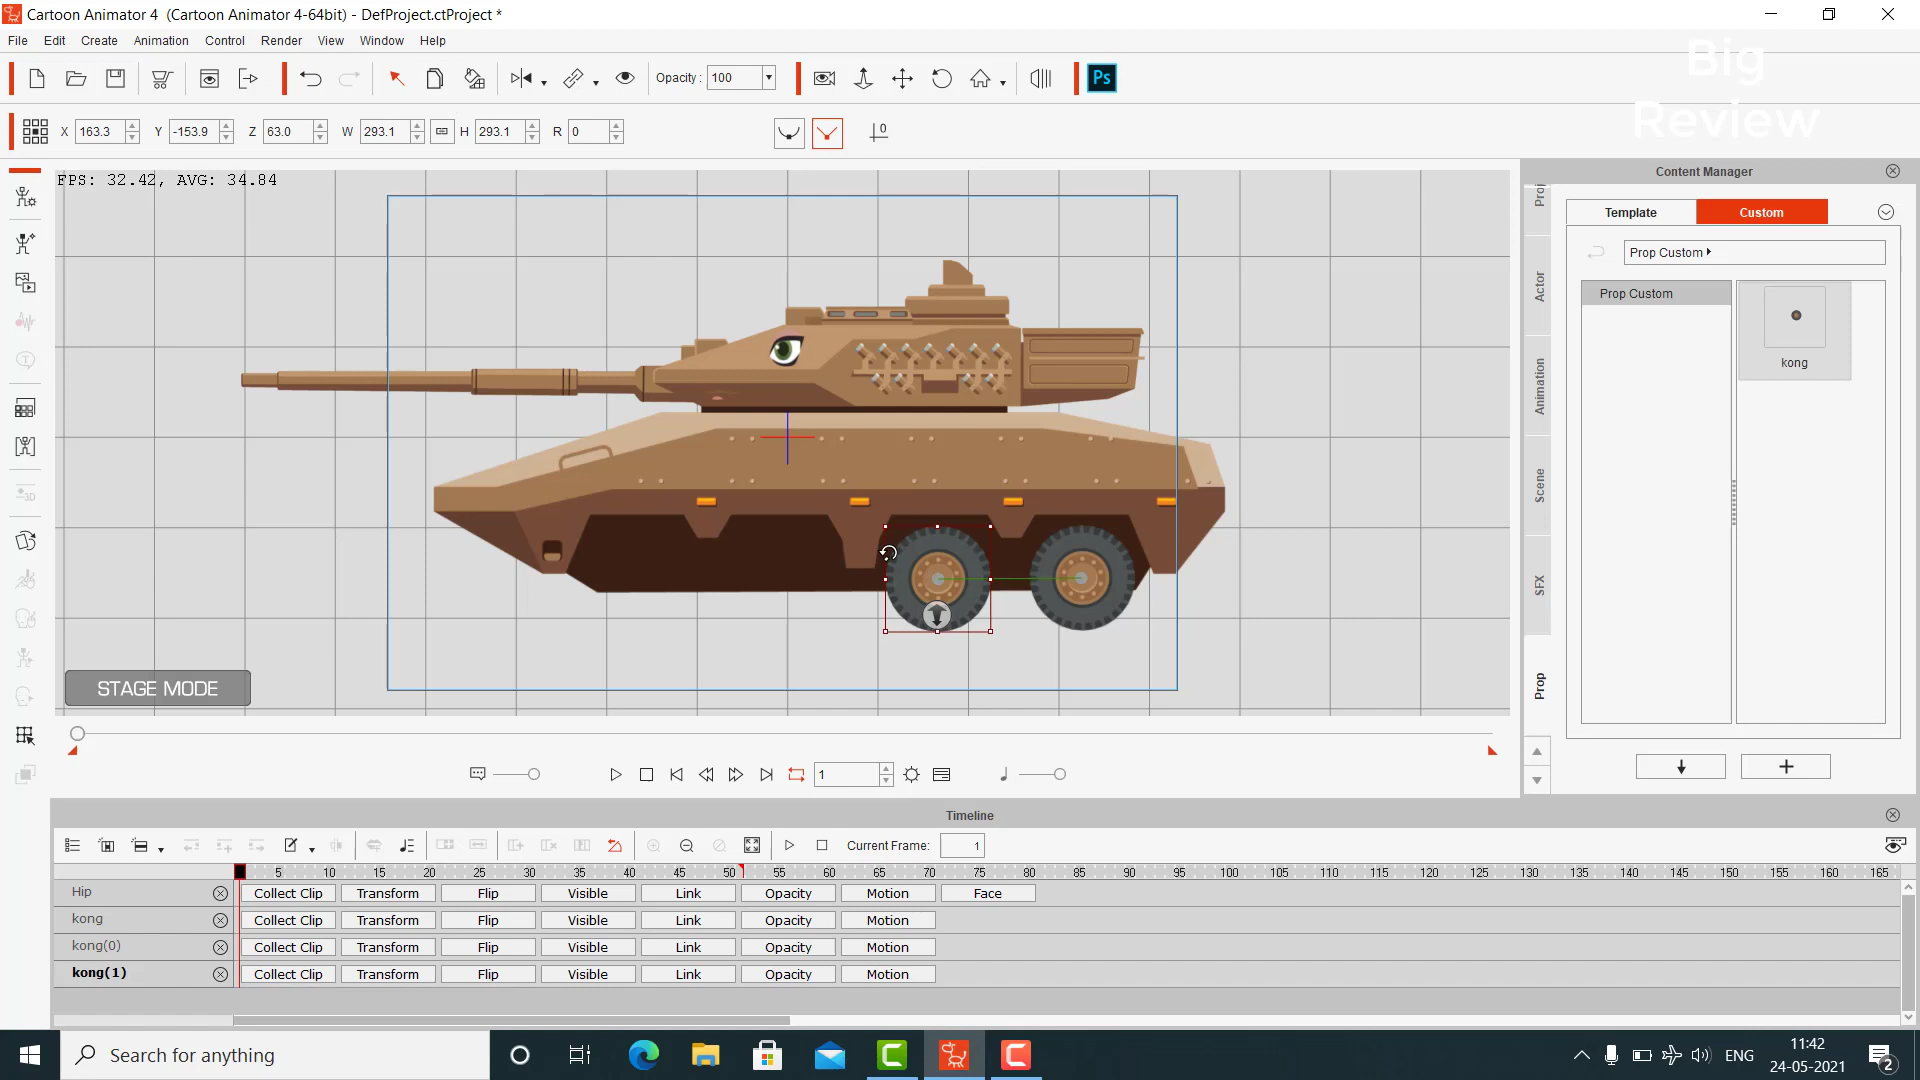 Cartoon Animator 4  (Cartoon Animator 4-64bit) - DefProject.ctProject *
File Edit Create Animation Control Render View Window Help
Big
Review
Opacity : 100
Ps
X 163.3 Y -153.9 Z 63.0 W 293.1 H 293.1 R 0
0
FPS: 32.42, AVG: 34.84
STAGE MODE
Content Manager
Template Custom
Prop Custom
Prop Custom
kong
Proj
Actor
Animation
Scene
SFX
Prop
1
Timeline
Current Frame: 1
5 10 15 20 25 30 35 40 45 50 55 60 65 70 75 80 85 90 95 100 105 110 115 120 125 130 135 140 145 150 155 160 165
Hip Collect Clip Transform Flip Visible Link Opacity Motion Face
kong Collect Clip Transform Flip Visible Link Opacity Motion
kong(0) Collect Clip Transform Flip Visible Link Opacity Motion
kong(1) Collect Clip Transform Flip Visible Link Opacity Motion
Search for anything
ENG
11:42
24-05-2021
2